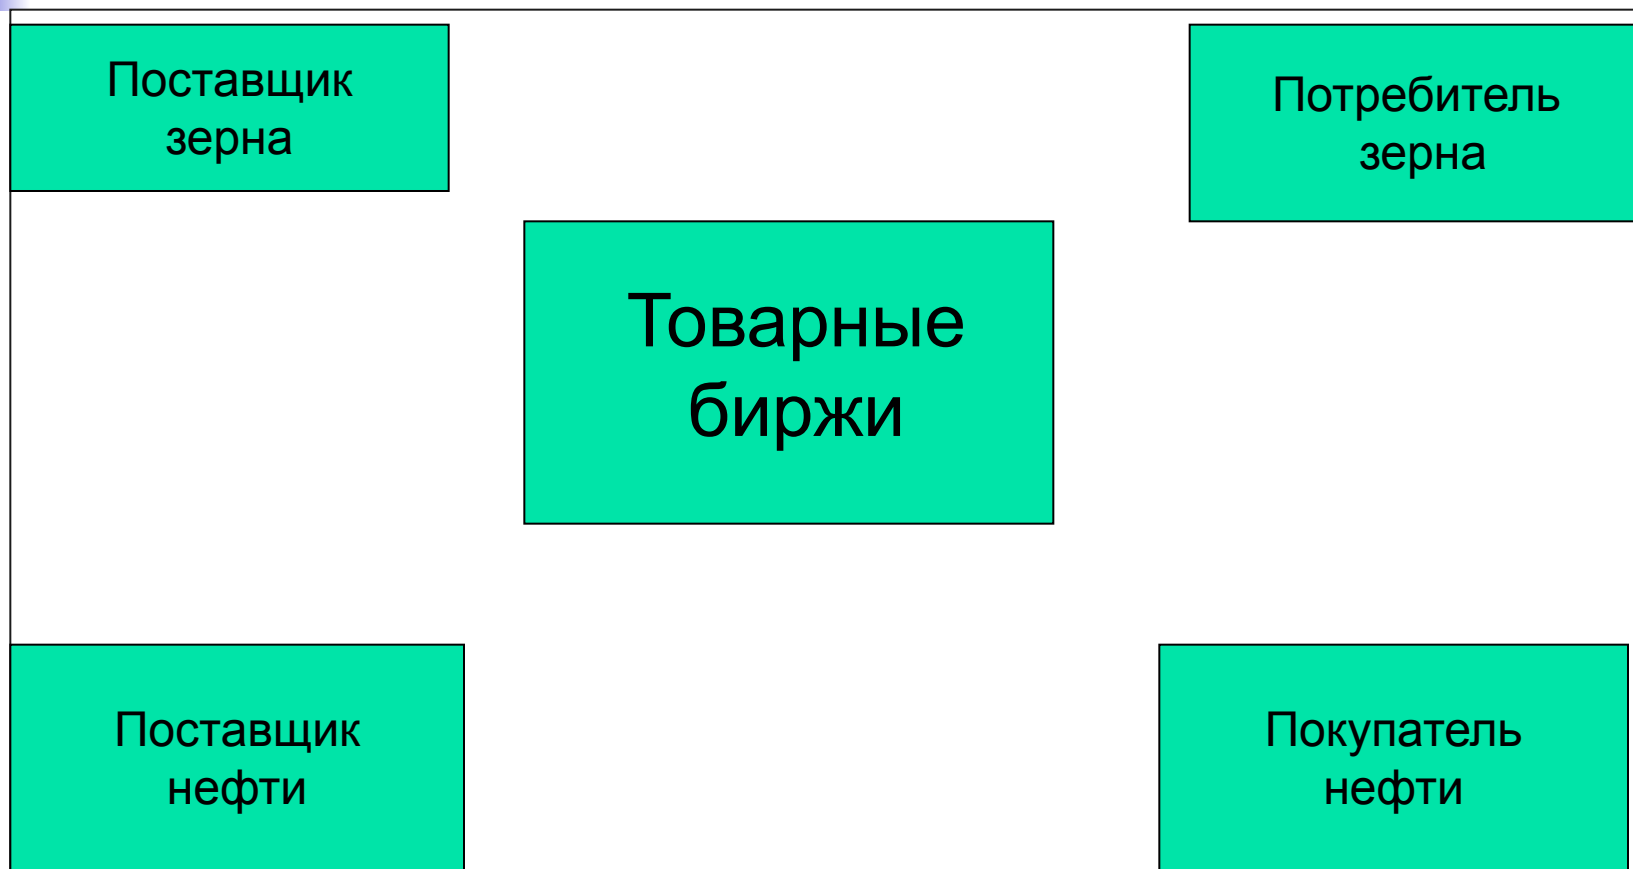 Поставщик
зерна
Потребитель
зерна
Товарные
биржи
Поставщик
нефти
Покупатель
нефти